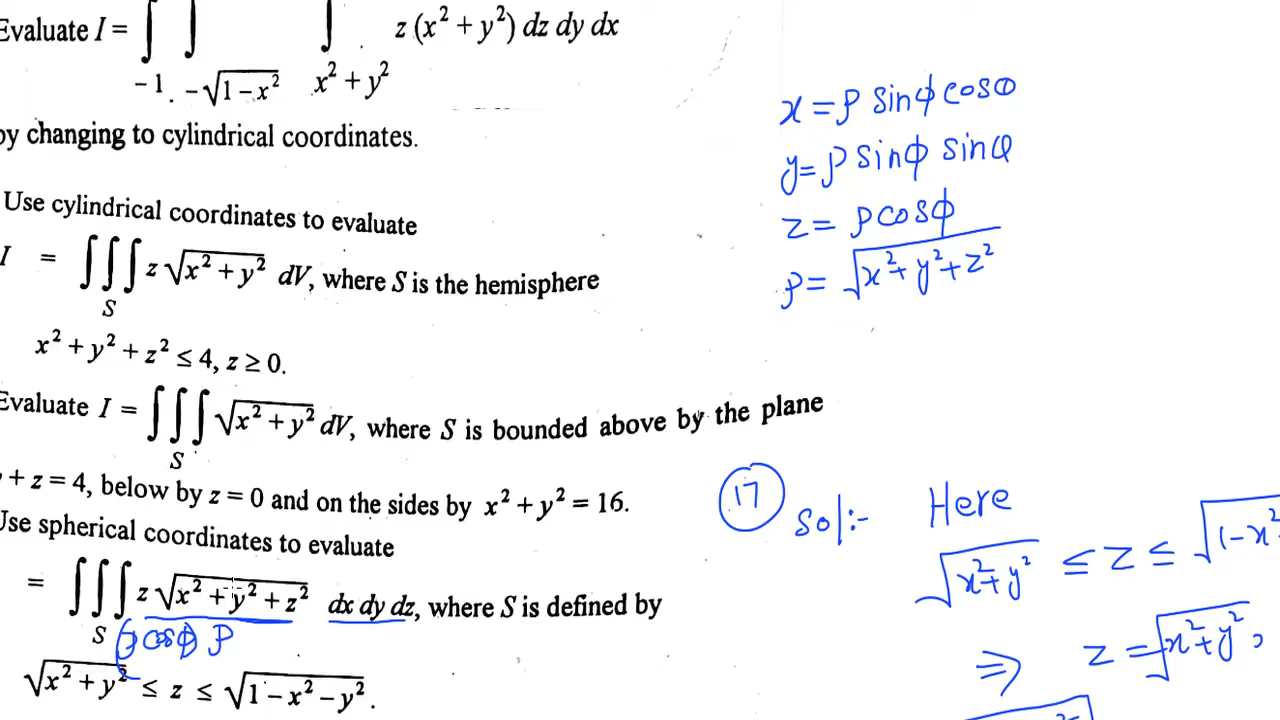 Evaluate I = ∫ ∫ ∫ z (x² + y²) dz dy dx
-1 -√(1-x²) x² + y²
by changing to cylindrical coordinates.
Use cylindrical coordinates to evaluate
I = ∫∫∫ z √(x² + y²) dV, where S is the hemisphere
S
x² + y² + z² ≤ 4, z ≥ 0.
Evaluate I = ∫∫∫ √(x² + y²) dV, where S is bounded above by the plane
S
+ z = 4, below by z = 0 and on the sides by x² + y² = 16.
Use spherical coordinates to evaluate
= ∫∫∫ z √(x² + y² + z²) dx dy dz, where S is defined by
S
cosϕ) ρ
√(x² + y²) ≤ z ≤ √(1 - x² - y²).
x = ρ sinϕ cosθ
y = ρ sinϕ sinθ
z = ρ cosϕ
ρ = √(x² + y² + z²)
17 Sol:- Here
√(x² + y²) ≤ z ≤ √(1-x²
⇒ z = √(x² + y²),